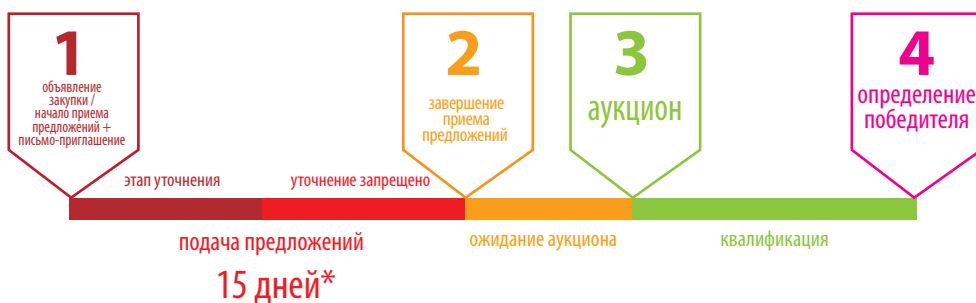 1
объявление
закупки /
начало приема
предложений +
письмо-приглашение
2
завершение
приема
предложений
3
аукцион
4
определение
победителя
этап уточнения
уточнение запрещено
подача предложений
ожидание аукциона
квалификация
15 дней*